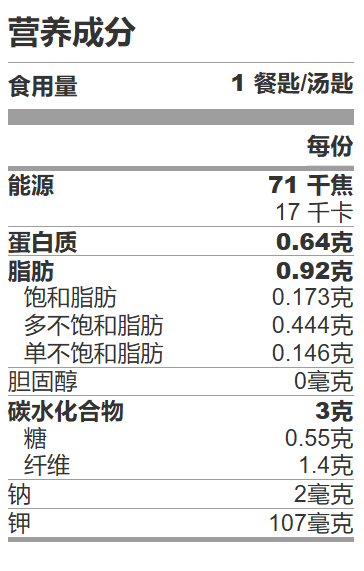 营养成分
食用量 1 餐匙/汤匙
每份
能源 71 千焦
17 千卡
蛋白质 0.64克
脂肪 0.92克
饱和脂肪 0.173克
多不饱和脂肪 0.444克
单不饱和脂肪 0.146克
胆固醇 0毫克
碳水化合物 3克
糖 0.55克
纤维 1.4克
钠 2毫克
钾 107毫克